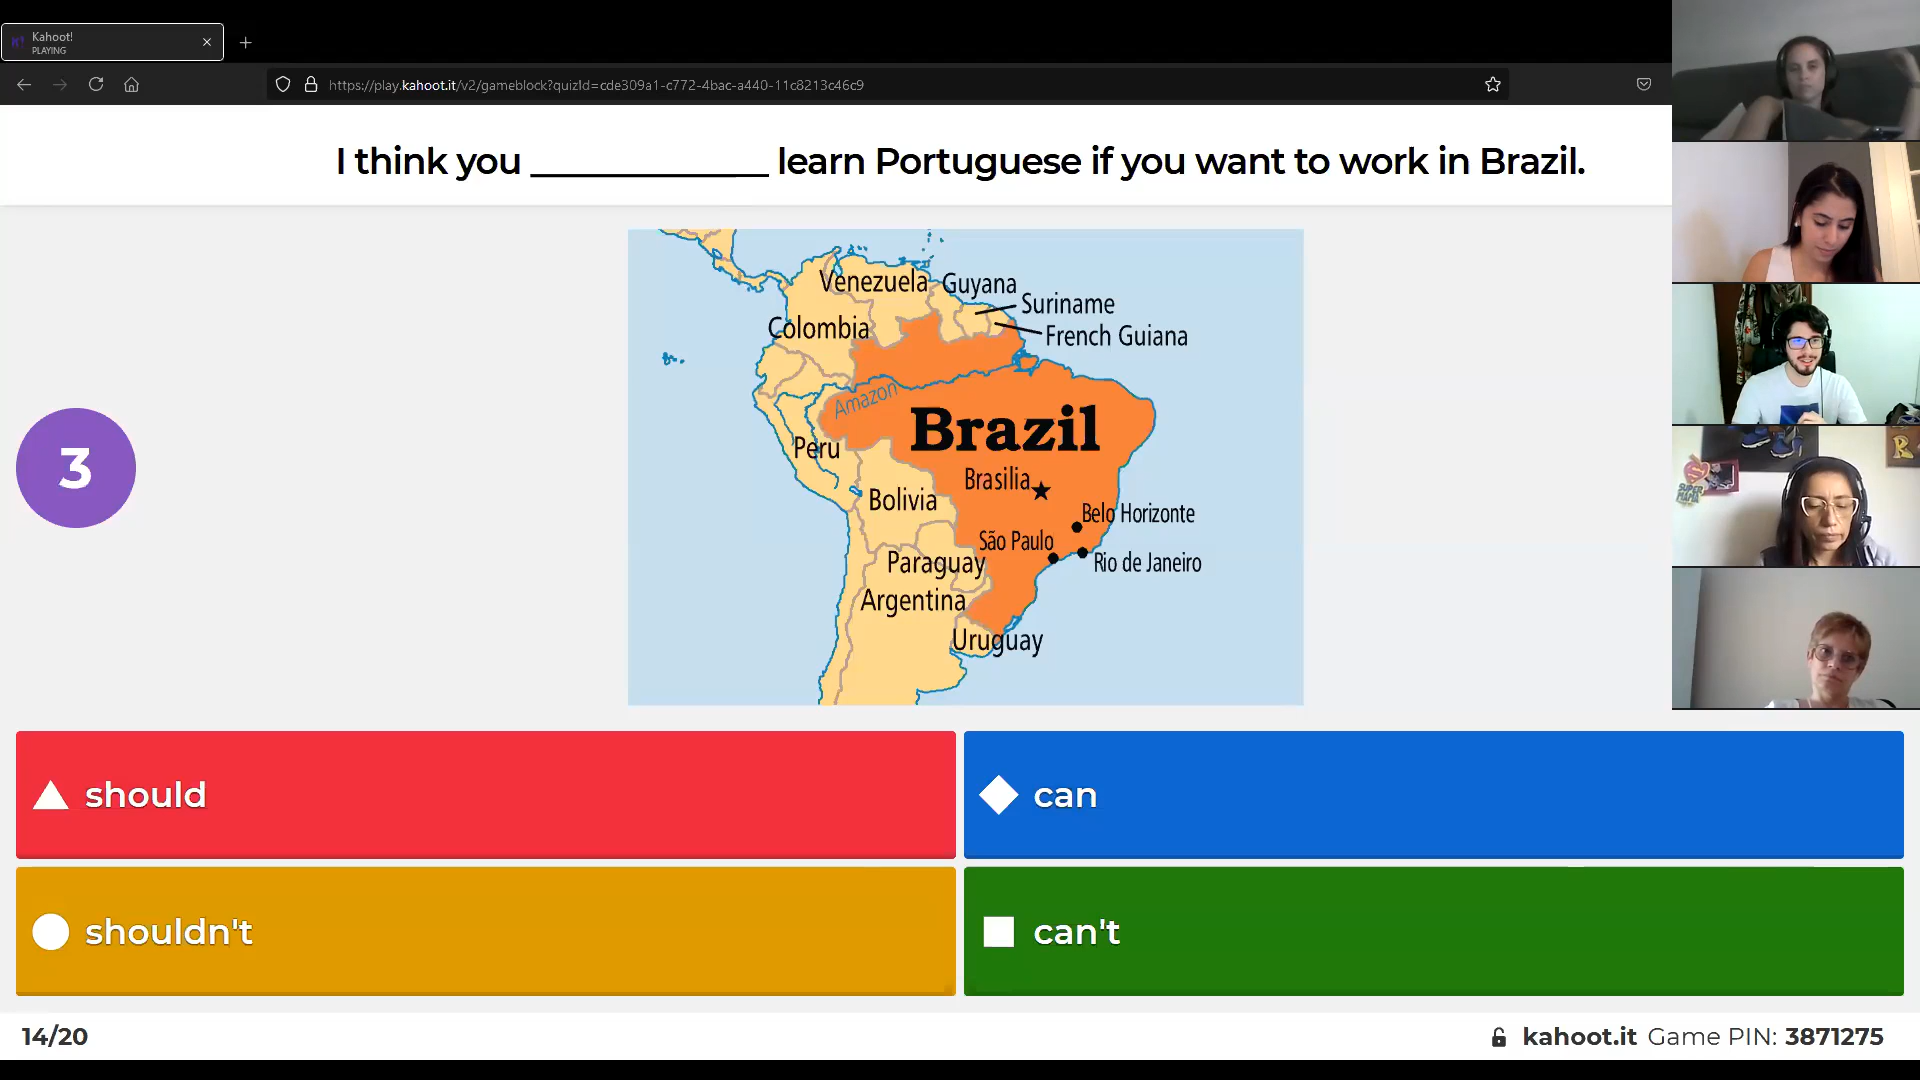 Kahoot!
PLAYING
https://play.kahoot.it/v2/gameblock?quizId=cde309a1-c772-4bac-a440-11c8213c46c9
I think you ____________ learn Portuguese if you want to work in Brazil.
Venezuela
Guyana
Suriname
Colombia
French Guiana
Amazon
Brazil
Peru
Brasilia
Bolivia
Belo Horizonte
São Paulo
Paraguay
Rio de Janeiro
Argentina
Uruguay
3
SUPER
MAMÁ
R
should
can
shouldn't
can't
14/20
kahoot.it Game PIN: 3871275